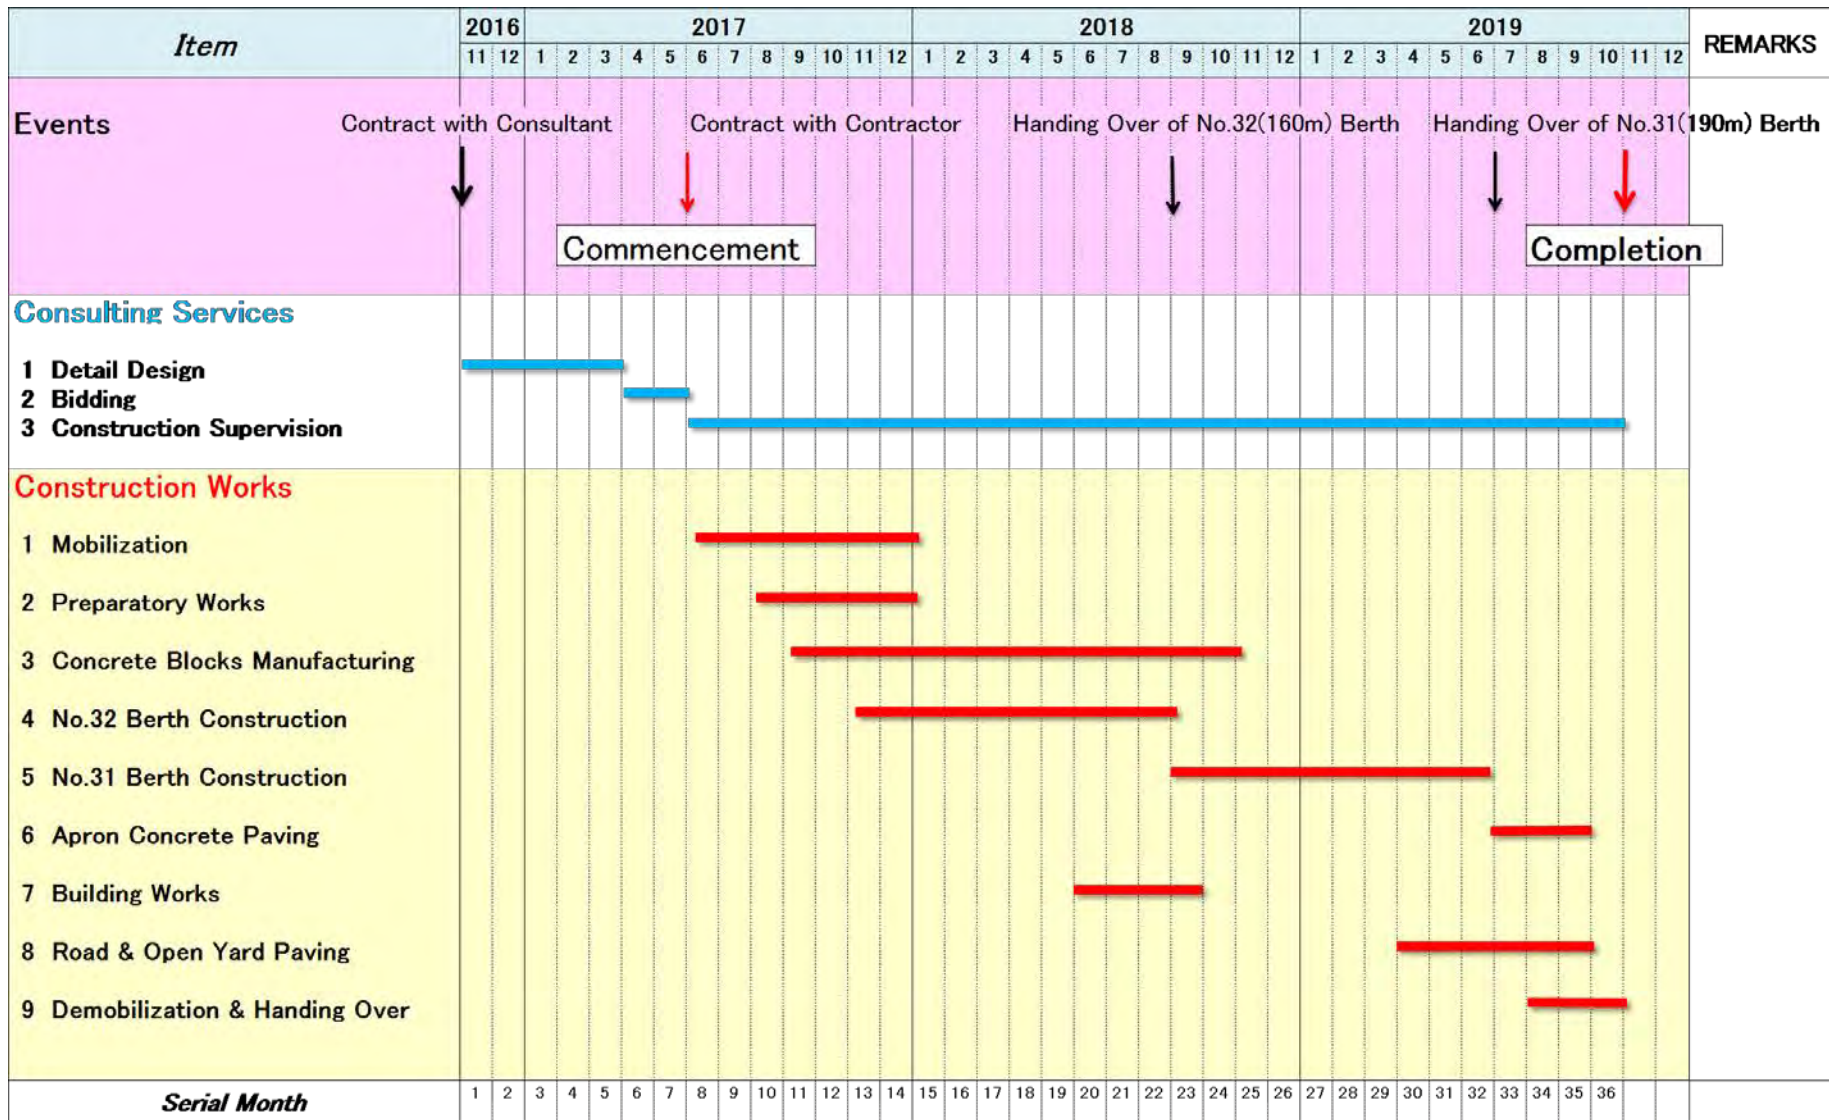 Item 2016 2017 2018 2019 REMARKS
11 12 1 2 3 4 5 6 7 8 9 10 11 12 1 2 3 4 5 6 7 8 9 10 11 12 1 2 3 4 5 6 7 8 9 10 11 12
Events Contract with Consultant Contract with Contractor Handing Over of No.32(160m) Berth Handing Over of No.31(190m) Berth
Commencement Completion
Consulting Services
1 Detail Design
2 Bidding
3 Construction Supervision
Construction Works
1 Mobilization
2 Preparatory Works
3 Concrete Blocks Manufacturing
4 No.32 Berth Construction
5 No.31 Berth Construction
6 Apron Concrete Paving
7 Building Works
8 Road & Open Yard Paving
9 Demobilization & Handing Over
Serial Month 1 2 3 4 5 6 7 8 9 10 11 12 13 14 15 16 17 18 19 20 21 22 23 24 25 26 27 28 29 30 31 32 33 34 35 36